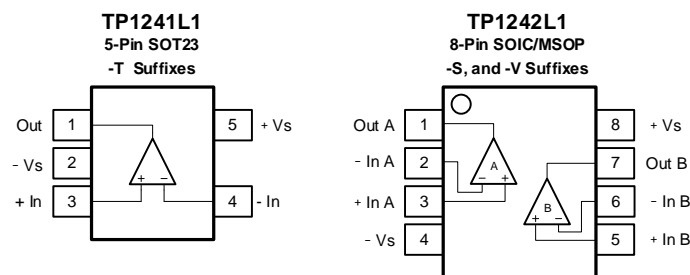 TP1241L1
5-Pin SOT23
-T Suffixes
Out 1
5 + Vs
- Vs 2
+ In 3
4 - In
+ -
TP1242L1
8-Pin SOIC/MSOP
-S, and -V Suffixes
Out A 1
8 + Vs
- In A 2
7 Out B
+ In A 3
6 - In B
- Vs 4
5 + In B
A
- +
B
+ -